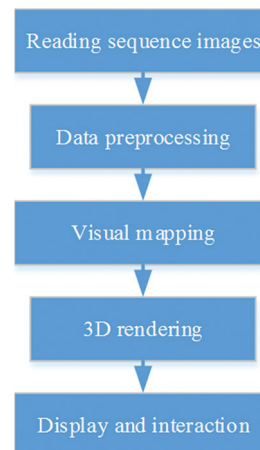 Reading sequence images
Data preprocessing
Visual mapping
3D rendering
Display and interaction